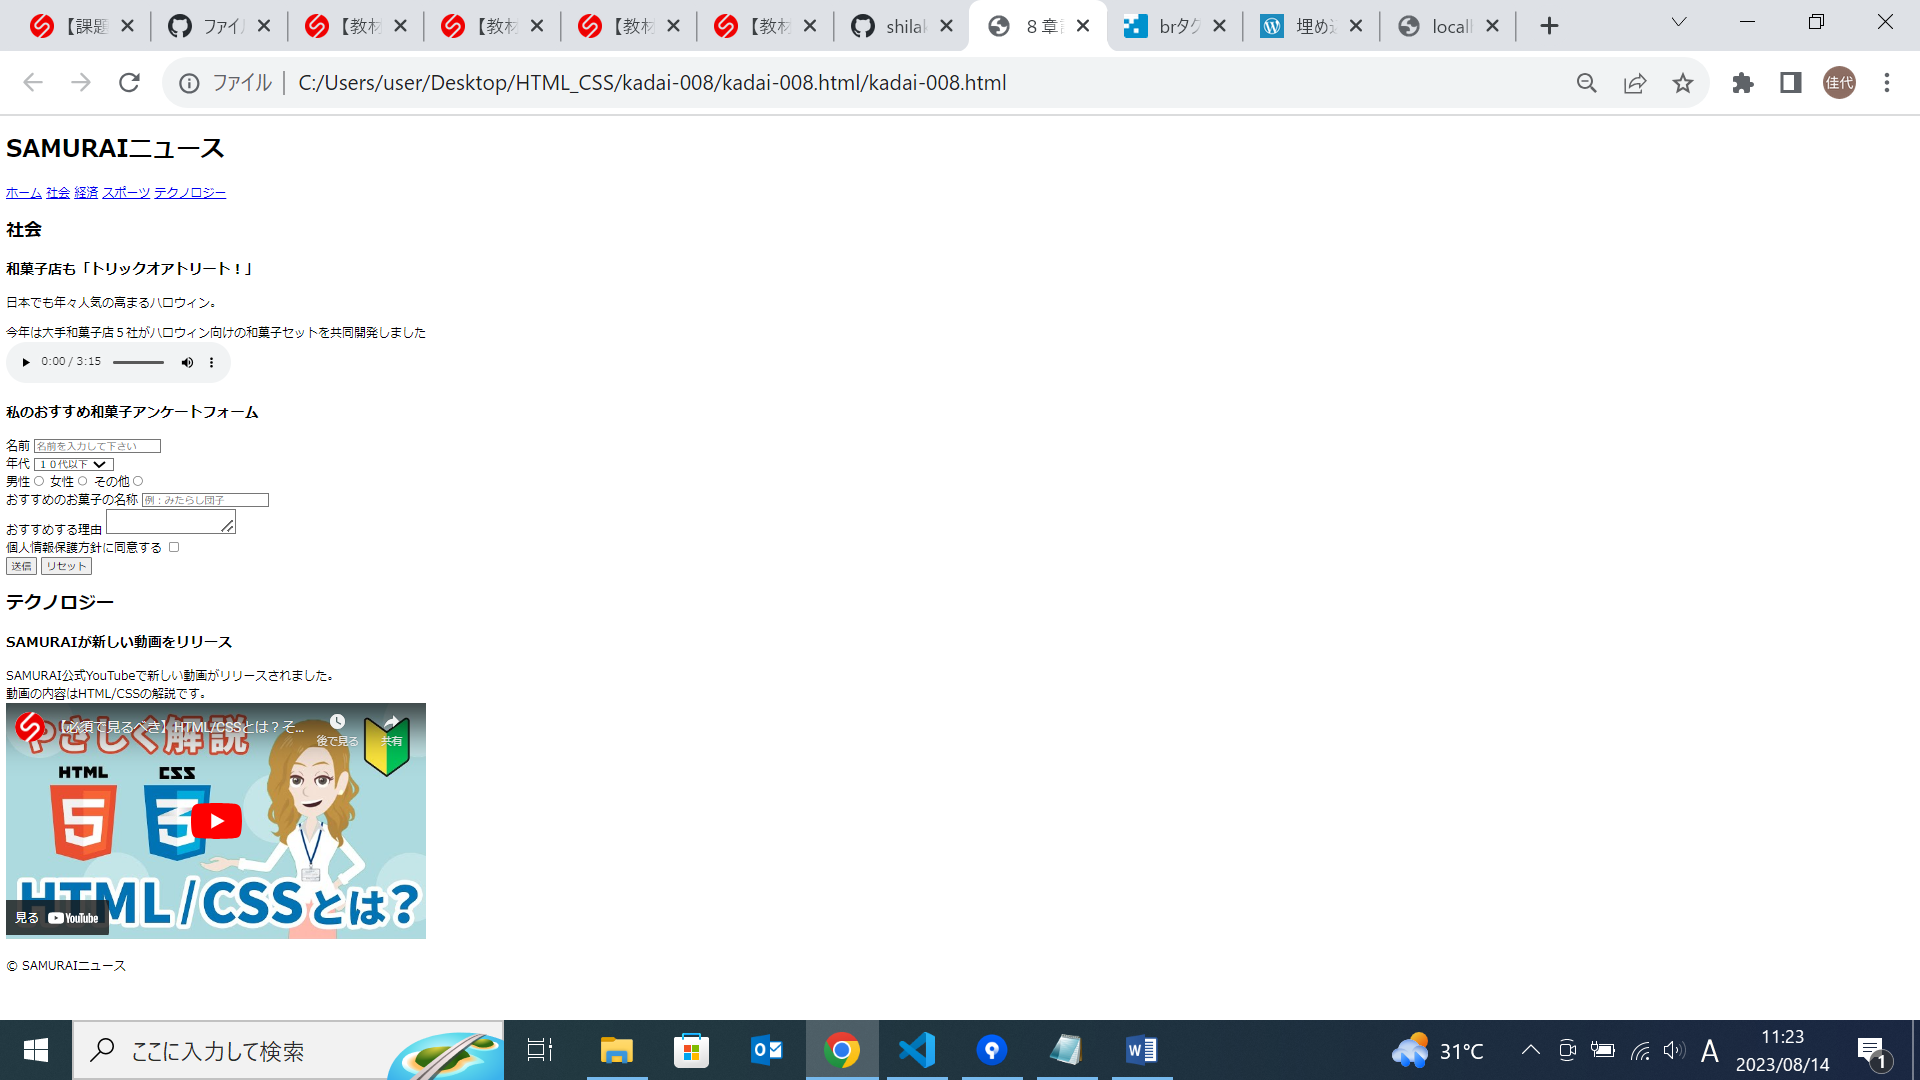 【課題
ファイル
【教材
【教材
【教材
【教材
shilak
８章課
brタグ
埋め込
locall
ファイル
C:/Users/user/Desktop/HTML_CSS/kadai-008/kadai-008.html/kadai-008.html
佳代
SAMURAIニュース
ホーム 社会 経済 スポーツ テクノロジー
社会
和菓子店も「トリックオアトリート！」
日本でも年々人気の高まるハロウィン。
今年は大手和菓子店５社がハロウィン向けの和菓子セットを共同開発しました
0:00 / 3:15
私のおすすめ和菓子アンケートフォーム
名前 名前を入力して下さい
年代 １０代以下
男性 女性 その他
おすすめのお菓子の名称 例：みたらし団子
おすすめする理由
個人情報保護方針に同意する
送信 リセット
テクノロジー
SAMURAIが新しい動画をリリース
SAMURAI公式YouTubeで新しい動画がリリースされました。
動画の内容はHTML/CSSの解説です。
【必須で見るべき】HTML/CSSとは？そ...
後で見る 共有
やさしく解説
HTML CSS
5 3
HTML/CSSとは?
見る YouTube
© SAMURAIニュース
ここに入力して検索
31°C
A
11:23
2023/08/14
1